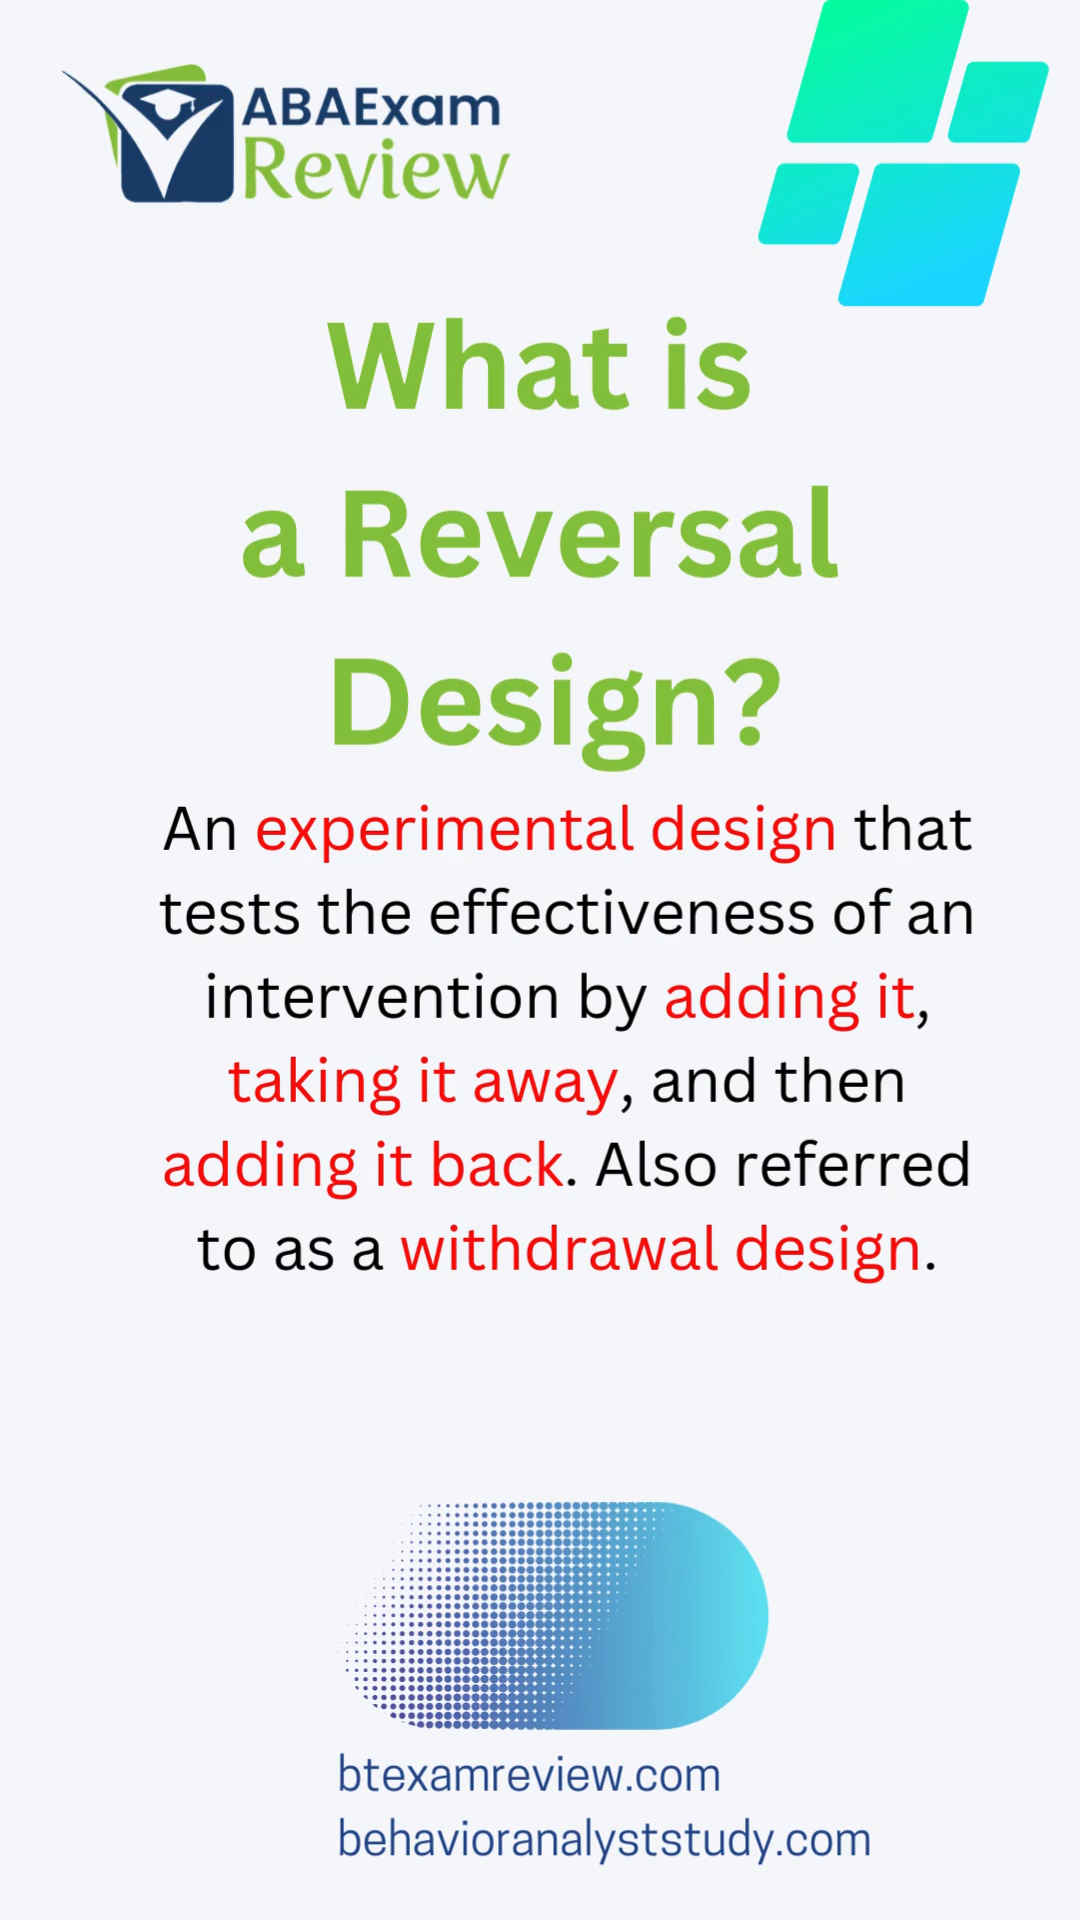 ABAExam
Review
What is
a Reversal
Design?
An experimental design that
tests the effectiveness of an
intervention by adding it,
taking it away, and then
adding it back. Also referred
to as a withdrawal design.
btexamreview.com
behavioranalyststudy.com